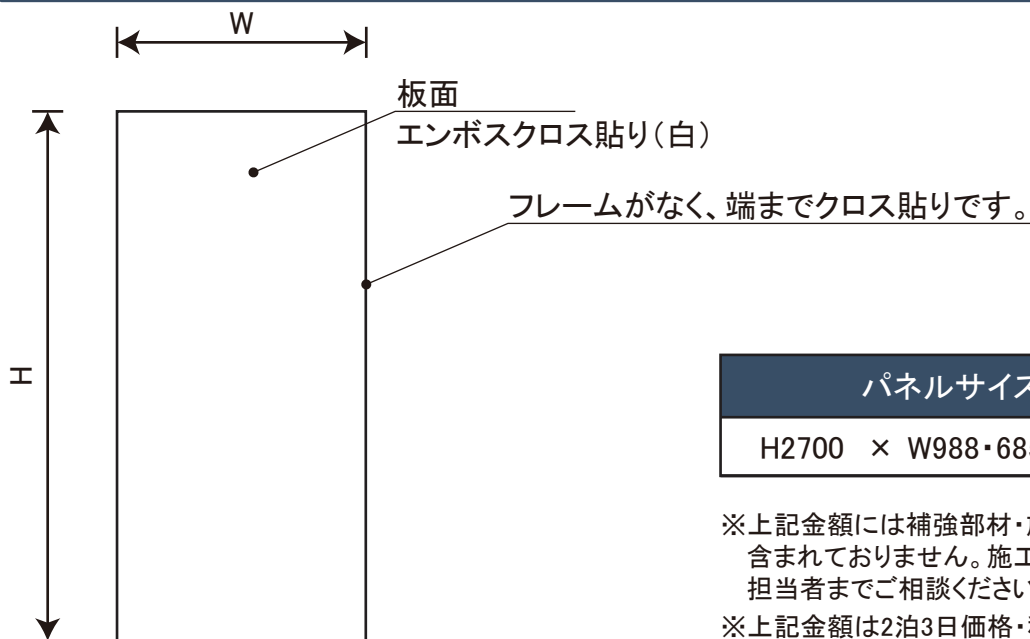 W
板面
エンボスクロス貼り(白)
フレームがなく、端までクロス貼りです。
H
パネルサイズ
H2700 × W988・68
※上記金額には補強部材・
含まれておりません。施工
担当者までご相談ください
※上記金額は2泊3日価格・